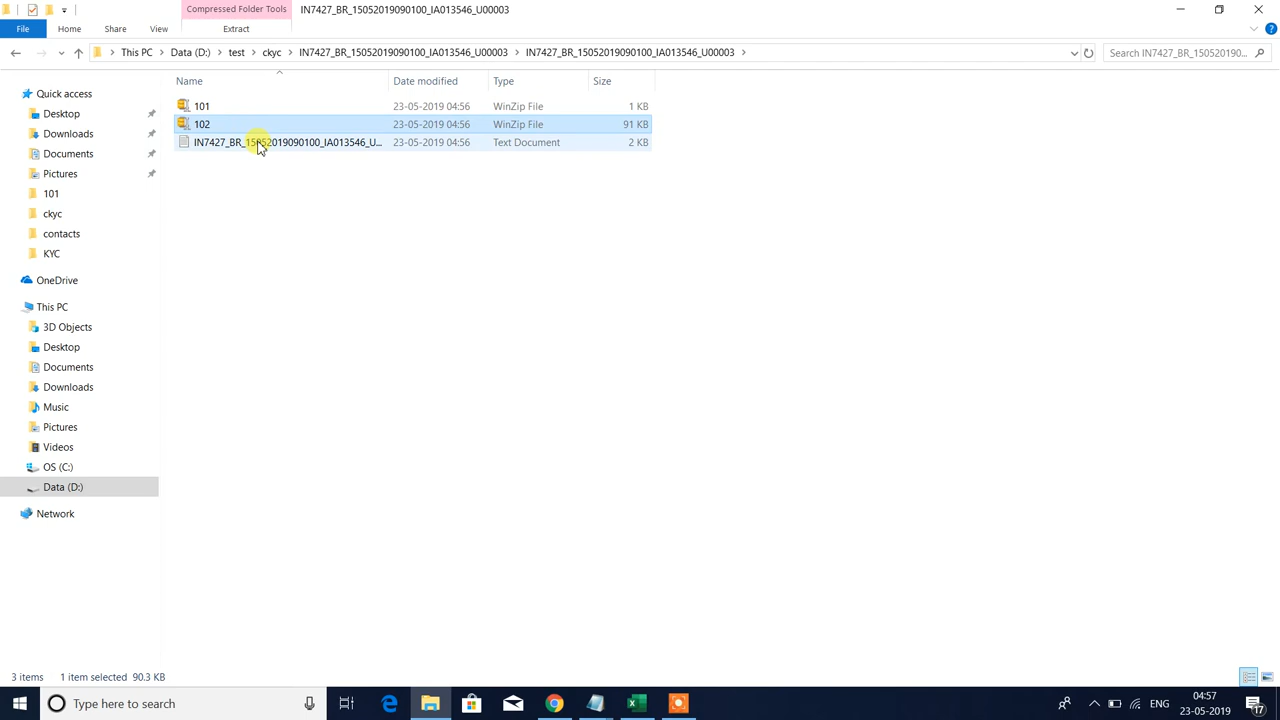 Compressed Folder Tools
IN7427_BR_15052019090100_IA013546_U00003
File
Home
Share
View
Extract
This PC
Data (D:)
test
ckyc
IN7427_BR_15052019090100_IA013546_U00003
IN7427_BR_15052019090100_IA013546_U00003
Search IN7427_BR_150520190...
Name
Date modified
Type
Size
101
23-05-2019 04:56
WinZip File
1 KB
102
23-05-2019 04:56
WinZip File
91 KB
IN7427_BR_15052019090100_IA013546_U...
23-05-2019 04:56
Text Document
2 KB
Quick access
Desktop
Downloads
Documents
Pictures
101
ckyc
contacts
KYC
OneDrive
This PC
3D Objects
Desktop
Documents
Downloads
Music
Pictures
Videos
OS (C:)
Data (D:)
Network
3 items
1 item selected 90.3 KB
Type here to search
ENG
04:57
23-05-2019
17